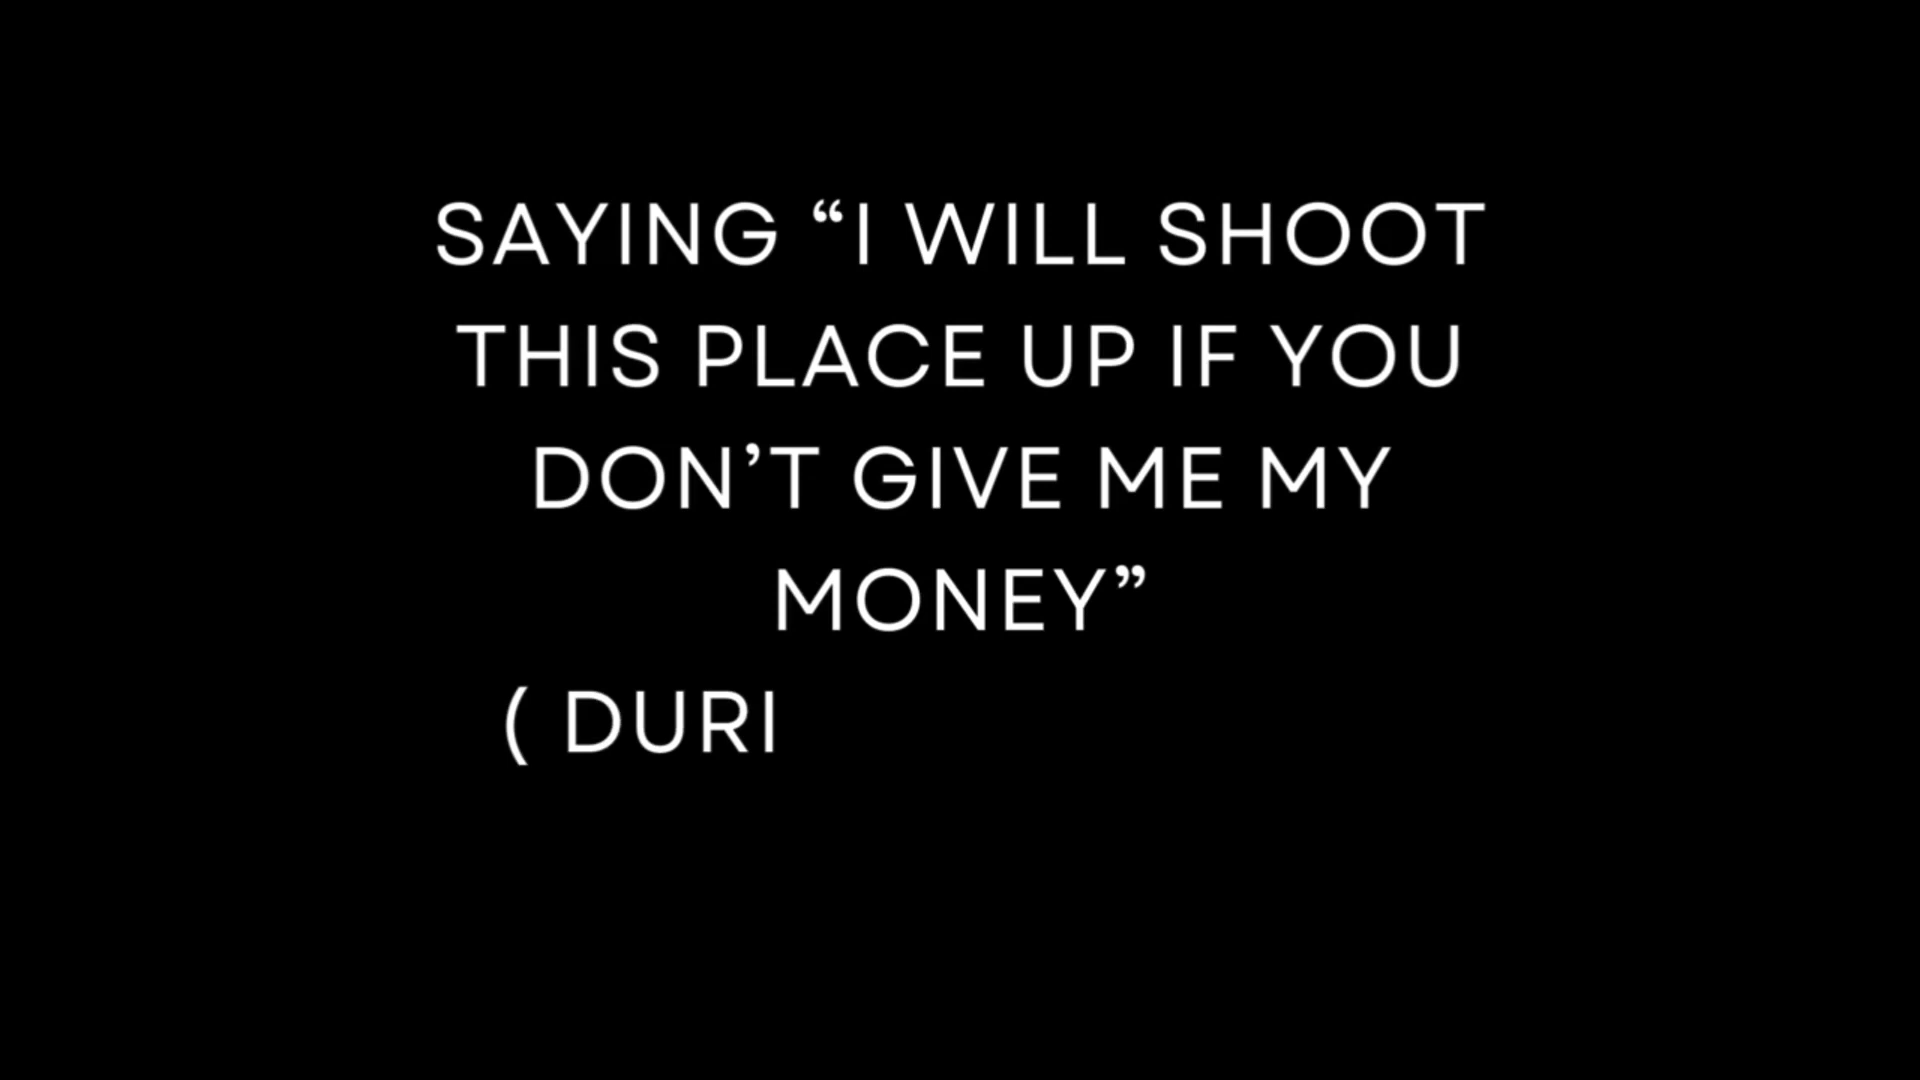 SAYING “I WILL SHOOT
THIS PLACE UP IF YOU
DON’T GIVE ME MY
MONEY”
( DURI